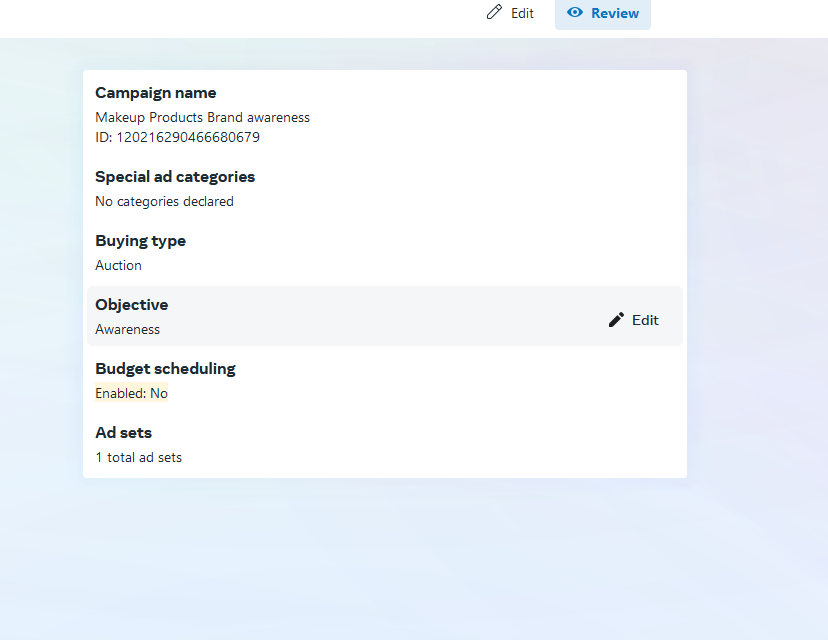 Edit
Review
Campaign name
Makeup Products Brand awareness
ID: 120216290466680679
Special ad categories
No categories declared
Buying type
Auction
Objective
Awareness
Edit
Budget scheduling
Enabled: No
Ad sets
1 total ad sets